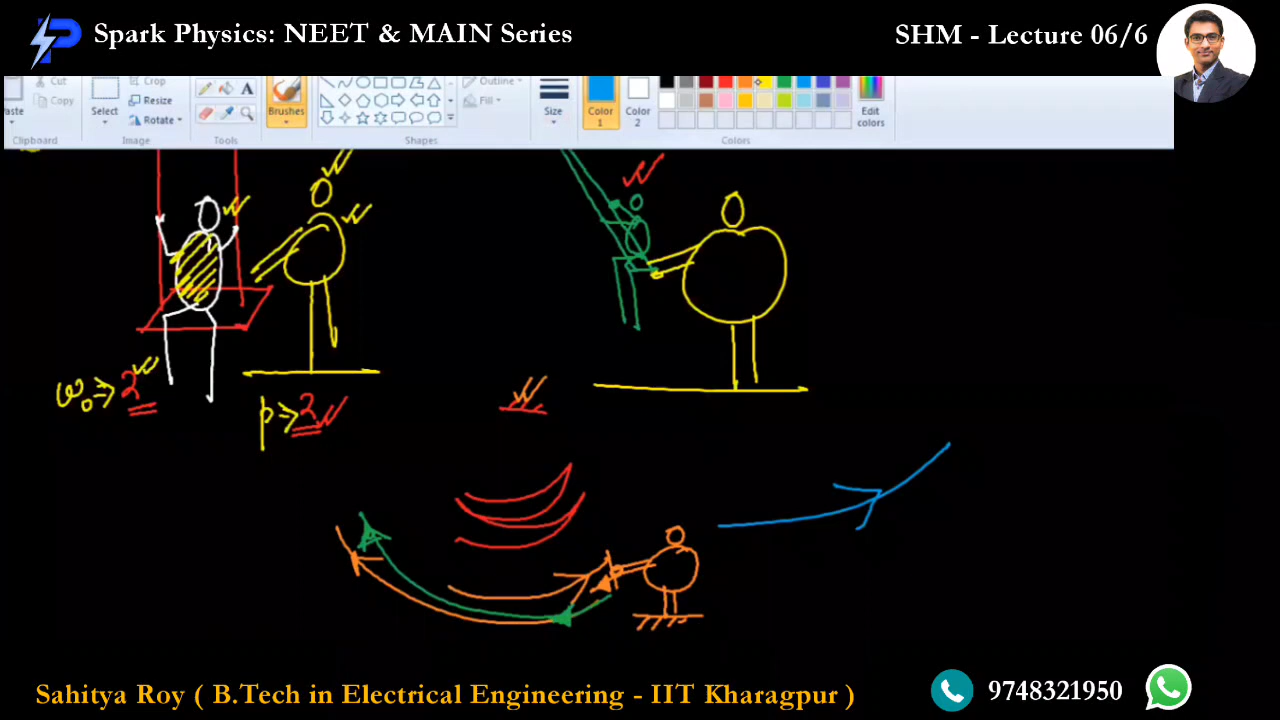 Spark Physics: NEET & MAIN Series
SHM - Lecture 06/6
Cut
Copy
Paste
Clipboard
Select
Crop
Resize
Rotate
Image
A
Tools
Brushes
Outline
Fill
Shapes
Size
Color 1
Color 2
Edit colors
Colors
ω₀ ⇒ 2
p ⇒ 2
Sahitya Roy ( B.Tech in Electrical Engineering - IIT Kharagpur )
9748321950